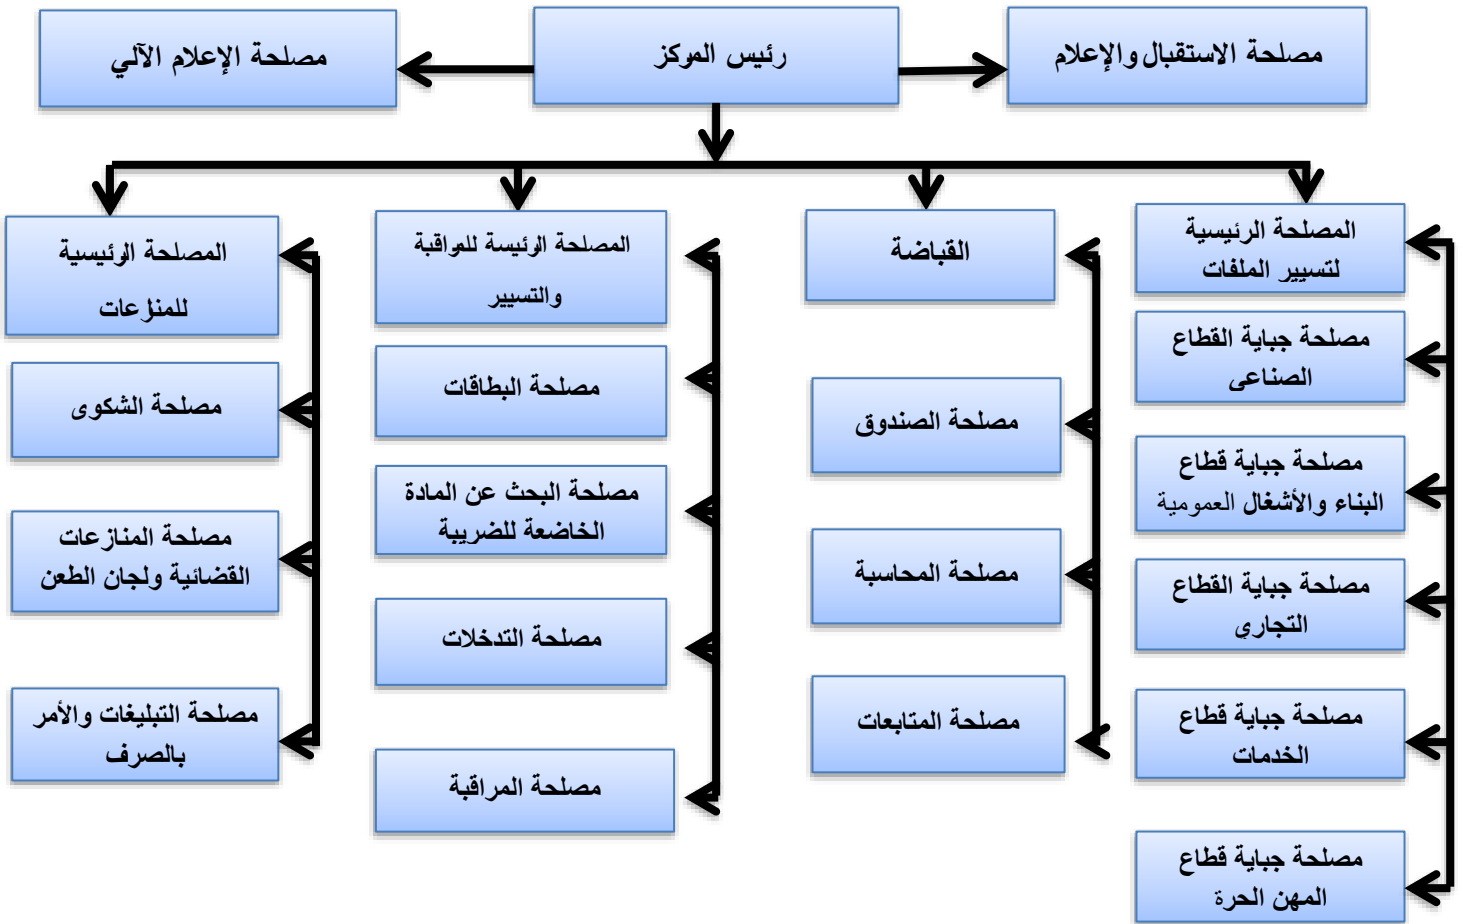 مصلحة الاستقبال والإعلام
رئيس المركز
مصلحة الإعلام الآلي
المصلحة الرئيسية
لتسيير الملفات
مصلحة جباية القطاع
الصناعي
مصلحة جباية قطاع
البناء والأشغال العمومية
مصلحة جباية القطاع
التجاري
مصلحة جباية قطاع
الخدمات
مصلحة جباية قطاع
المهن الحرة
القباضة
مصلحة الصندوق
مصلحة المحاسبة
مصلحة المتابعات
المصلحة الرئيسة للمراقبة
والتسيير
مصلحة البطاقات
مصلحة البحث عن المادة
الخاضعة للضريبة
مصلحة التدخلات
مصلحة المراقبة
المصلحة الرئيسية
للمنازعات
مصلحة الشكوى
مصلحة المنازعات
القضائية ولجان الطعن
مصلحة التبليغات والأمر
بالصرف